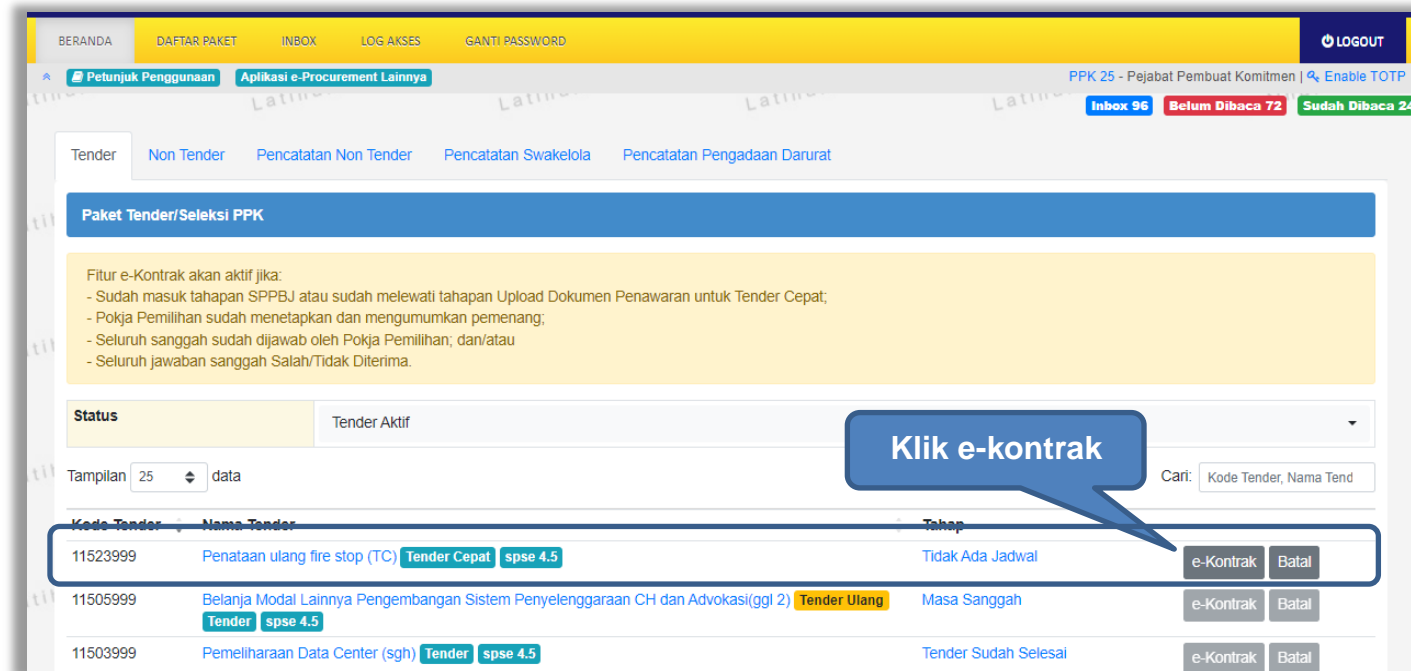 BERANDA DAFTAR PAKET INBOX LOG AKSES GANTI PASSWORD LOGOUT
Petunjuk Penggunaan Aplikasi e-Procurement Lainnya PPK 25 - Pejabat Pembuat Komitmen | Enable TOTP
Inbox 96 Belum Dibaca 72 Sudah Dibaca 24
Tender Non Tender Pencatatan Non Tender Pencatatan Swakelola Pencatatan Pengadaan Darurat
Paket Tender/Seleksi PPK
Fitur e-Kontrak akan aktif jika:
- Sudah masuk tahapan SPPBJ atau sudah melewati tahapan Upload Dokumen Penawaran untuk Tender Cepat;
- Pokja Pemilihan sudah menetapkan dan mengumumkan pemenang;
- Seluruh sanggah sudah dijawab oleh Pokja Pemilihan; dan/atau
- Seluruh jawaban sanggah Salah/Tidak Diterima.
Status Tender Aktif
Klik e-kontrak
Tampilan 25 data Cari: Kode Tender, Nama Tend
Kode Tender Nama Tender Tahap
11523999 Penataan ulang fire stop (TC) Tender Cepat spse 4.5 Tidak Ada Jadwal e-Kontrak Batal
11505999 Belanja Modal Lainnya Pengembangan Sistem Penyelenggaraan CH dan Advokasi(ggl 2) Tender Ulang Masa Sanggah e-Kontrak Batal
Tender spse 4.5
11503999 Pemeliharaan Data Center (sgh) Tender spse 4.5 Tender Sudah Selesai e-Kontrak Batal